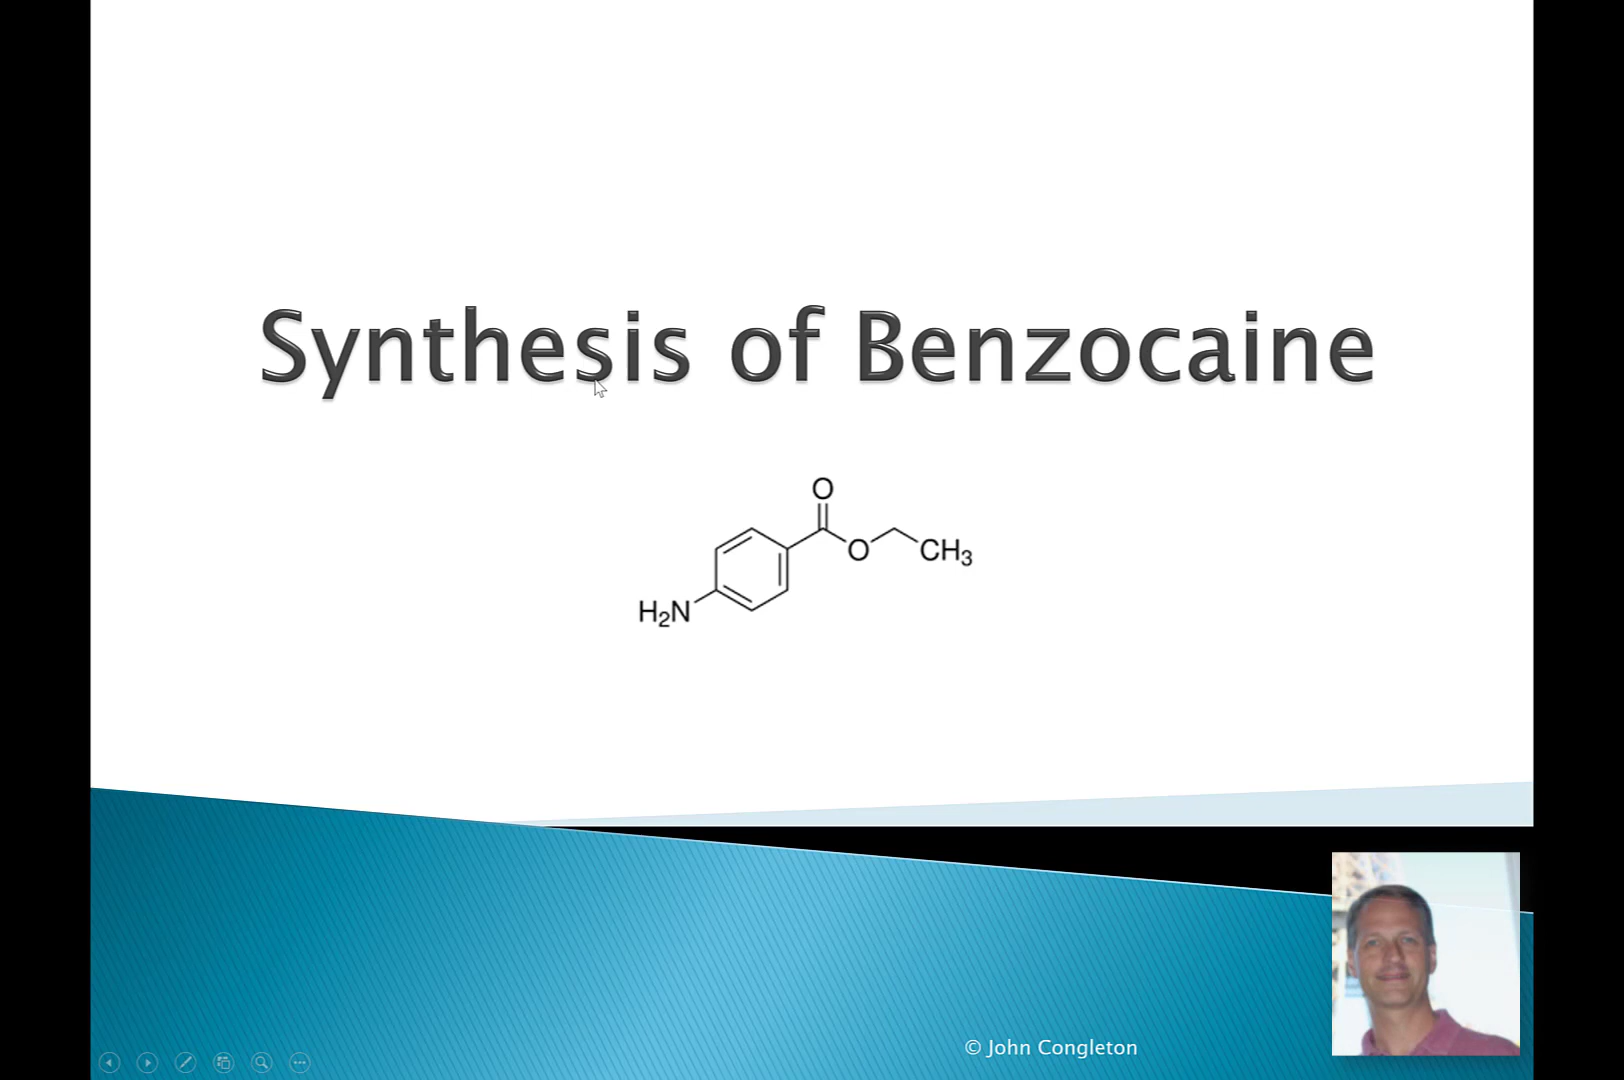 Synthesis of Benzocaine
O
O
CH3
H2N
© John Congleton